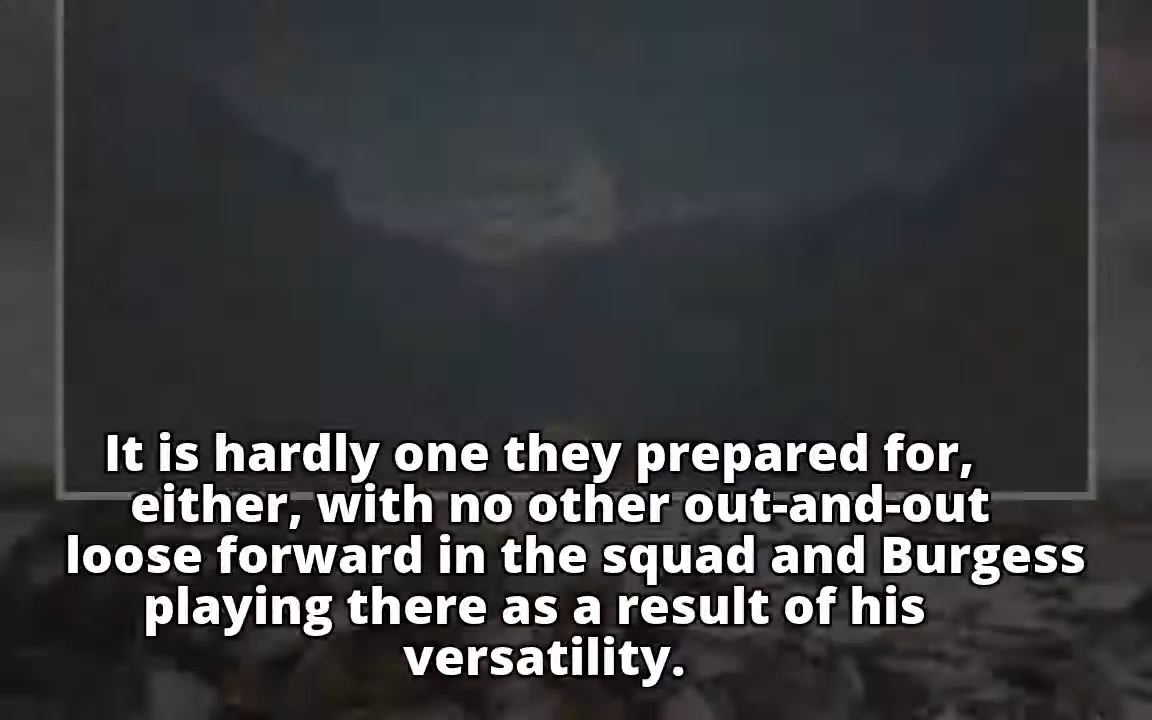 It is hardly one they prepared for,
either, with no other out-and-out
loose forward in the squad and Burgess
playing there as a result of his
versatility.